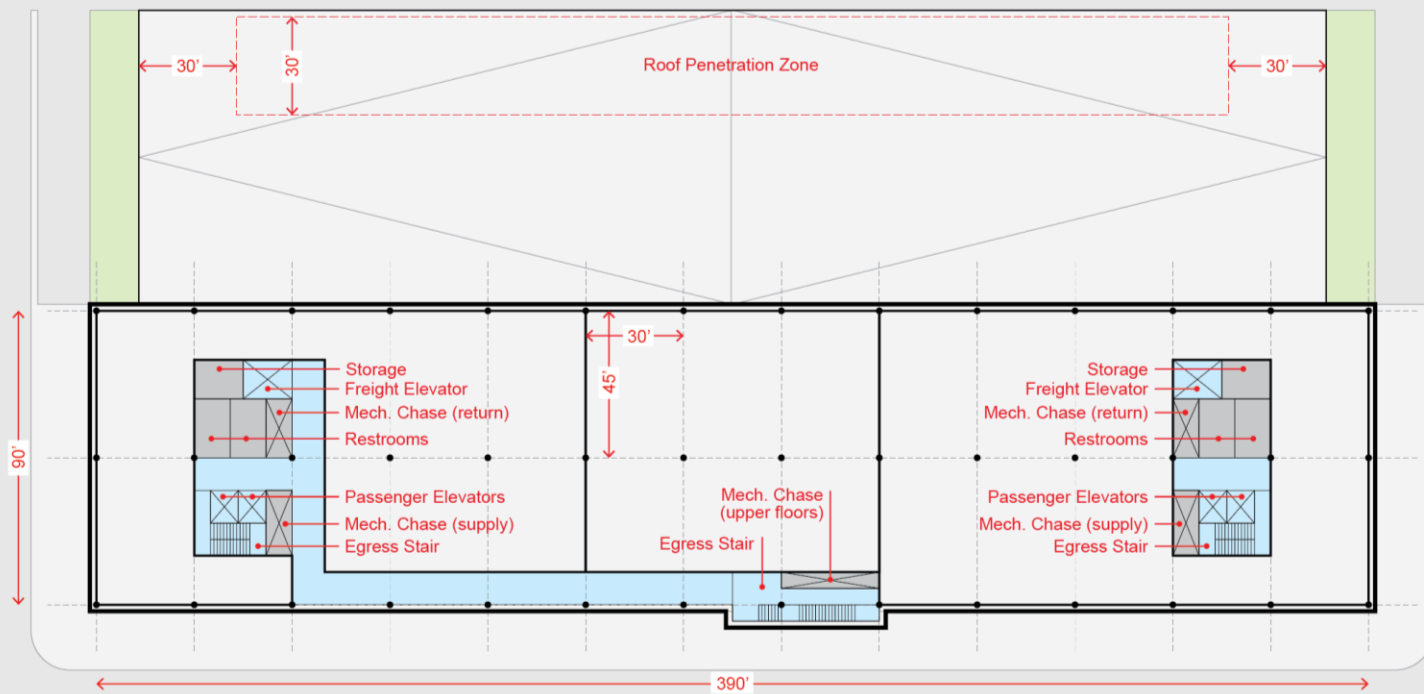 Roof Penetration Zone
30’
30’
30’
30’
45’
90’
Storage
Freight Elevator
Mech. Chase (return)
Restrooms
Passenger Elevators
Mech. Chase (supply)
Egress Stair
Egress Stair
Mech. Chase
(upper floors)
Storage
Freight Elevator
Mech. Chase (return)
Restrooms
Passenger Elevators
Mech. Chase (supply)
Egress Stair
390’